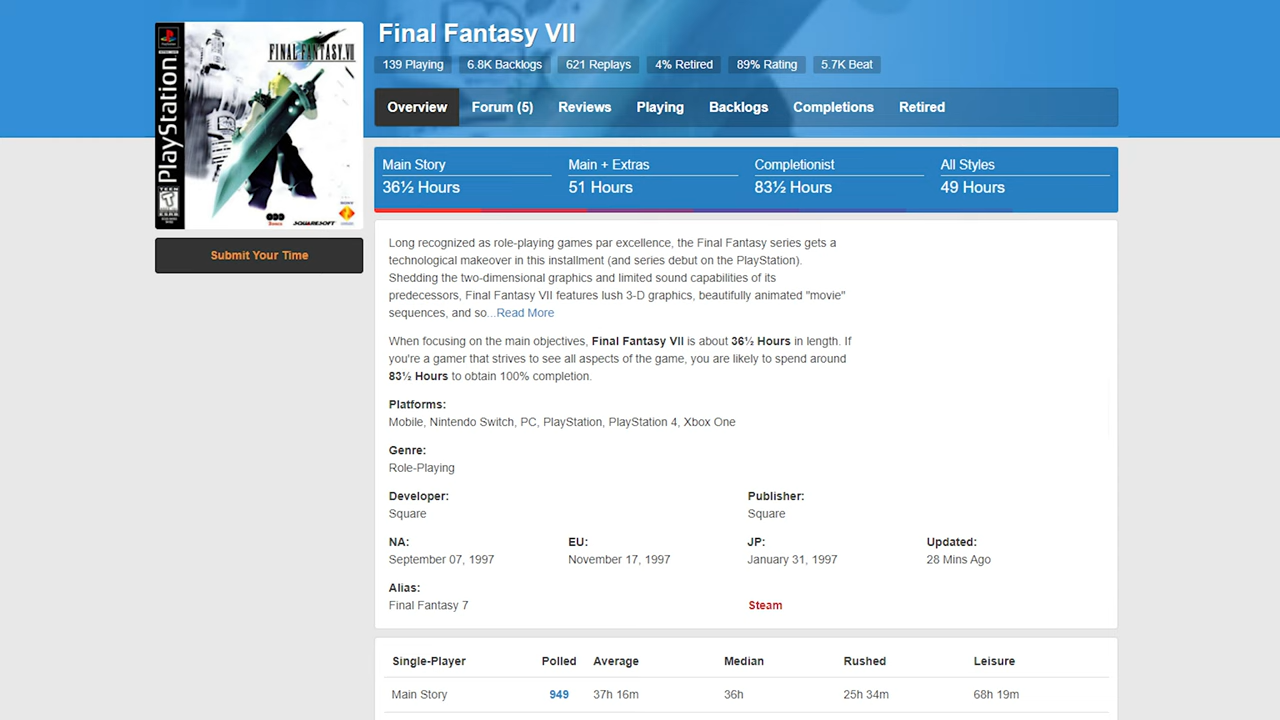 Final Fantasy VII
139 Playing 6.8K Backlogs 621 Replays 4% Retired 89% Rating 5.7K Beat
Overview Forum (5) Reviews Playing Backlogs Completions Retired
PlayStation
FINAL FANTASY VII
TEEN
SQUARESOFT
SONY
Submit Your Time
Main Story Main + Extras Completionist All Styles
36½ Hours 51 Hours 83½ Hours 49 Hours
Long recognized as role-playing games par excellence, the Final Fantasy series gets a
technological makeover in this installment (and series debut on the PlayStation).
Shedding the two-dimensional graphics and limited sound capabilities of its
predecessors, Final Fantasy VII features lush 3-D graphics, beautifully animated "movie"
sequences, and so...Read More
When focusing on the main objectives, Final Fantasy VII is about 36½ Hours in length. If
you're a gamer that strives to see all aspects of the game, you are likely to spend around
83½ Hours to obtain 100% completion.
Platforms:
Mobile, Nintendo Switch, PC, PlayStation, PlayStation 4, Xbox One
Genre:
Role-Playing
Developer: Publisher:
Square Square
NA: EU: JP: Updated:
September 07, 1997 November 17, 1997 January 31, 1997 28 Mins Ago
Alias:
Final Fantasy 7 Steam
Single-Player Polled Average Median Rushed Leisure
Main Story 949 37h 16m 36h 25h 34m 68h 19m